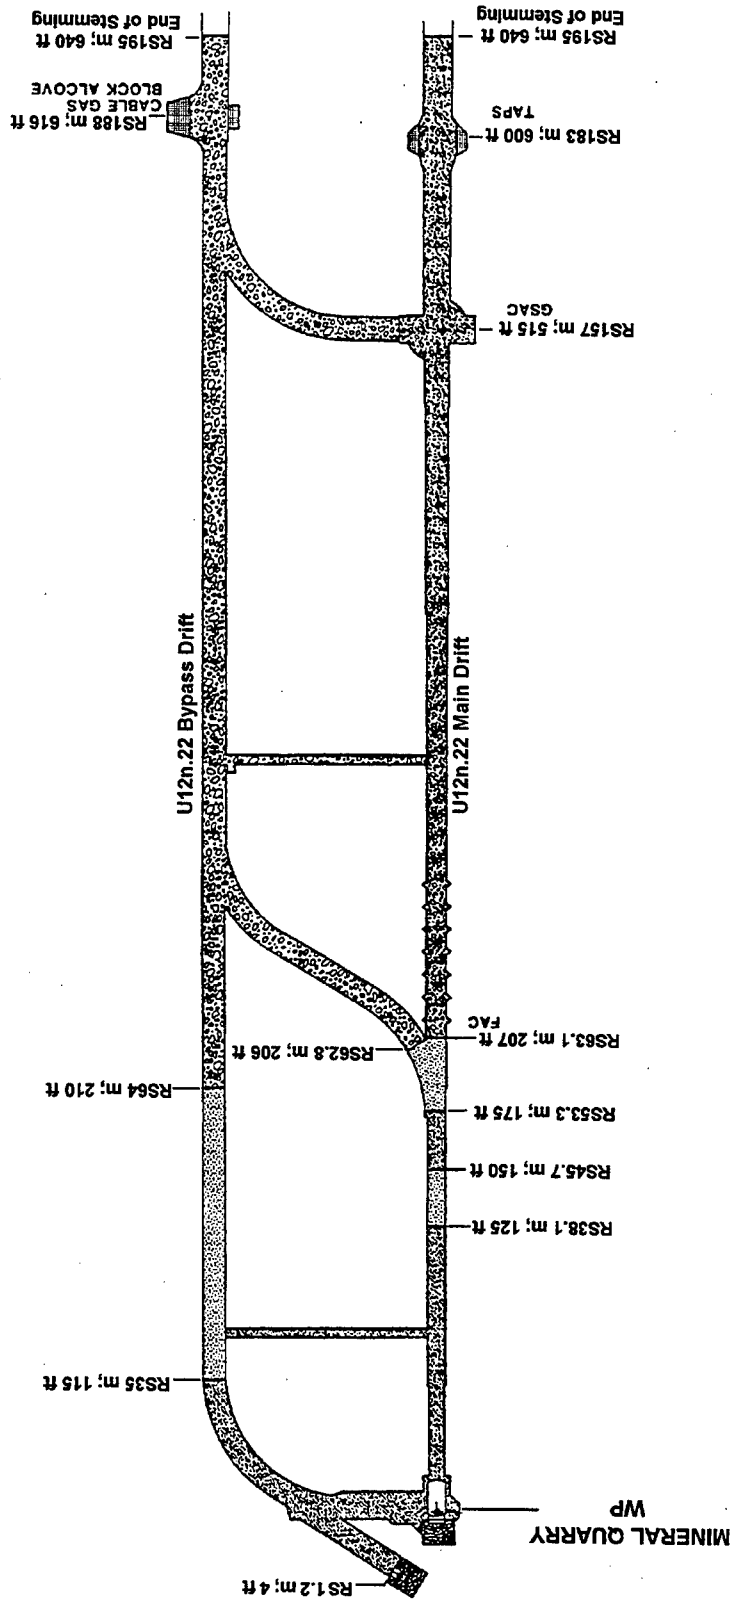 RS195 m; 640 ft
End of Stemming
RS195 m; 640 ft
End of Stemming
RS188 m; 616 ft
CABLE GAS
BLOCK ALCOVE
RS183 m; 600 ft
TAPS
RS157 m; 515 ft
GSAC
U12n.22 Bypass Drift
U12n.22 Main Drift
RS63.1 m; 207 ft
FAC
RS62.8 m; 206 ft
RS64 m; 210 ft
RS53.3 m; 175 ft
RS45.7 m; 150 ft
RS38.1 m; 125 ft
RS35 m; 115 ft
MINERAL QUARRY
WP
RS1.2 m; 4 ft